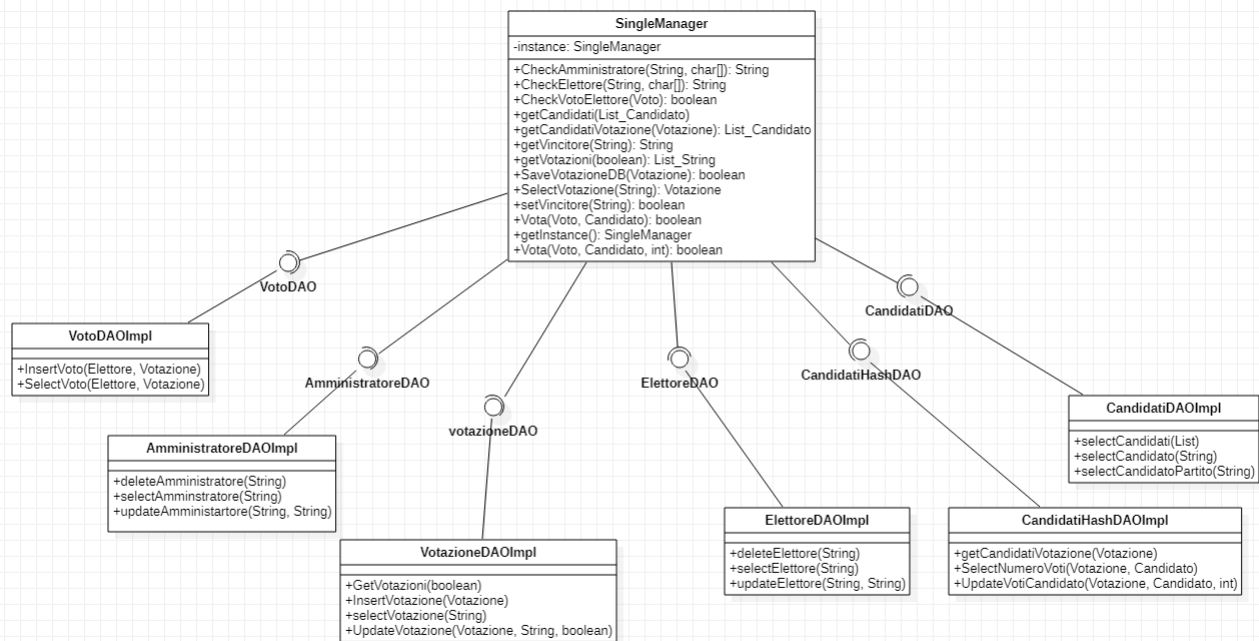 SingleManager
-instance: SingleManager
+CheckAmministratore(String, char[]): String
+CheckElettore(String, char[]): String
+CheckVotoElettore(Voto): boolean
+getCandidati(List_Candidato)
+getCandidatiVotazione(Votazione): List_Candidato
+getVincitore(String): String
+getVotazioni(boolean): List_String
+SaveVotazioneDB(Votazione): boolean
+SelectVotazione(String): Votazione
+setVincitore(String): boolean
+Vota(Voto, Candidato): boolean
+getInstance(): SingleManager
+Vota(Voto, Candidato, int): boolean
VotoDAO
CandidatiDAO
VotoDAOImpl
+InsertVoto(Elettore, Votazione)
+SelectVoto(Elettore, Votazione)
AmministratoreDAO
ElettoreDAO
CandidatiHashDAO
votazioneDAO
CandidatiDAOImpl
+selectCandidati(List)
+selectCandidato(String)
+selectCandidatoPartito(String)
AmministratoreDAOImpl
+deleteAmministratore(String)
+selectAmminstratore(String)
+updateAmministartore(String, String)
VotazioneDAOImpl
+GetVotazioni(boolean)
+InsertVotazione(Votazione)
+selectVotazione(String)
+UpdateVotazione(Votazione, String, boolean)
ElettoreDAOImpl
+deleteElettore(String)
+selectElettore(String)
+updateElettore(String, String)
CandidatiHashDAOImpl
+getCandidatiVotazione(Votazione)
+SelectNumeroVoti(Votazione, Candidato)
+UpdateVotiCandidato(Votazione, Candidato, int)